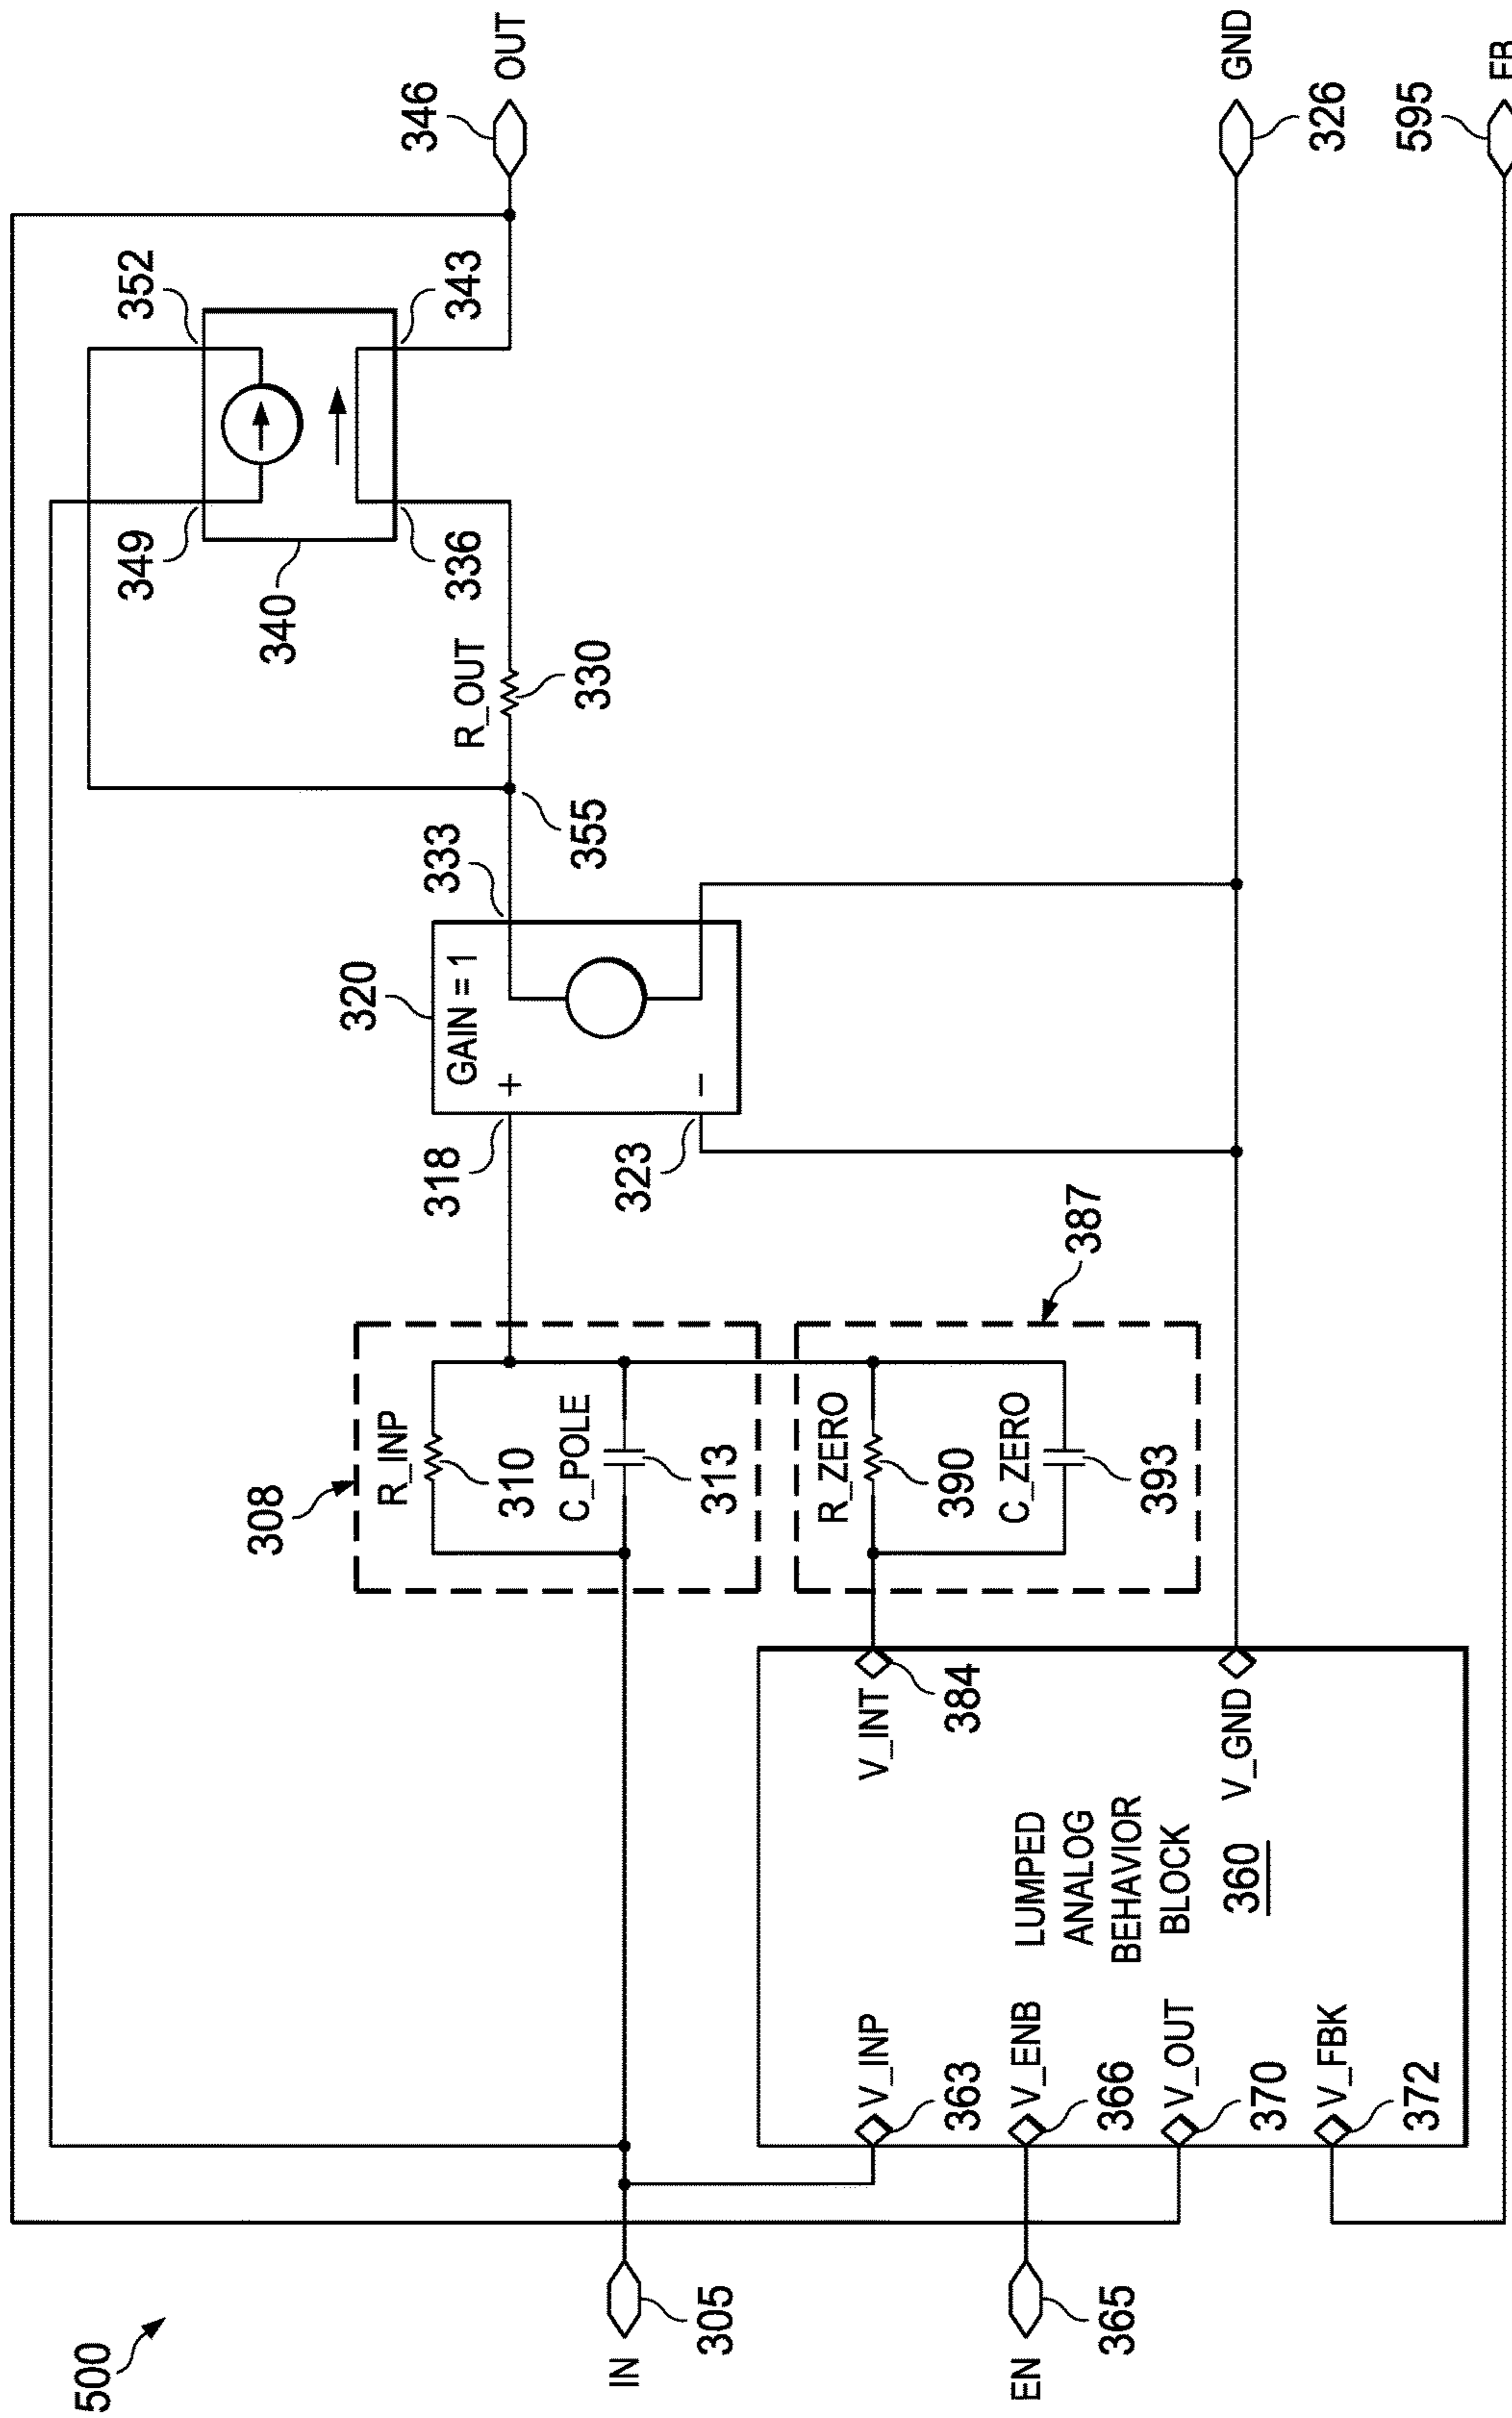 500
IN
305
EN
365
V_INP
363
V_ENB
366
V_OUT
370
V_FBK
372
LUMPED
ANALOG
BEHAVIOR
BLOCK
360
V_INT
384
V_GND
308
R_INP
310
C_POLE
313
387
R_ZERO
390
C_ZERO
393
318
323
320
GAIN = 1
+
−
333
355
R_OUT
330
340
349
336
352
343
346
OUT
GND
326
595
FB